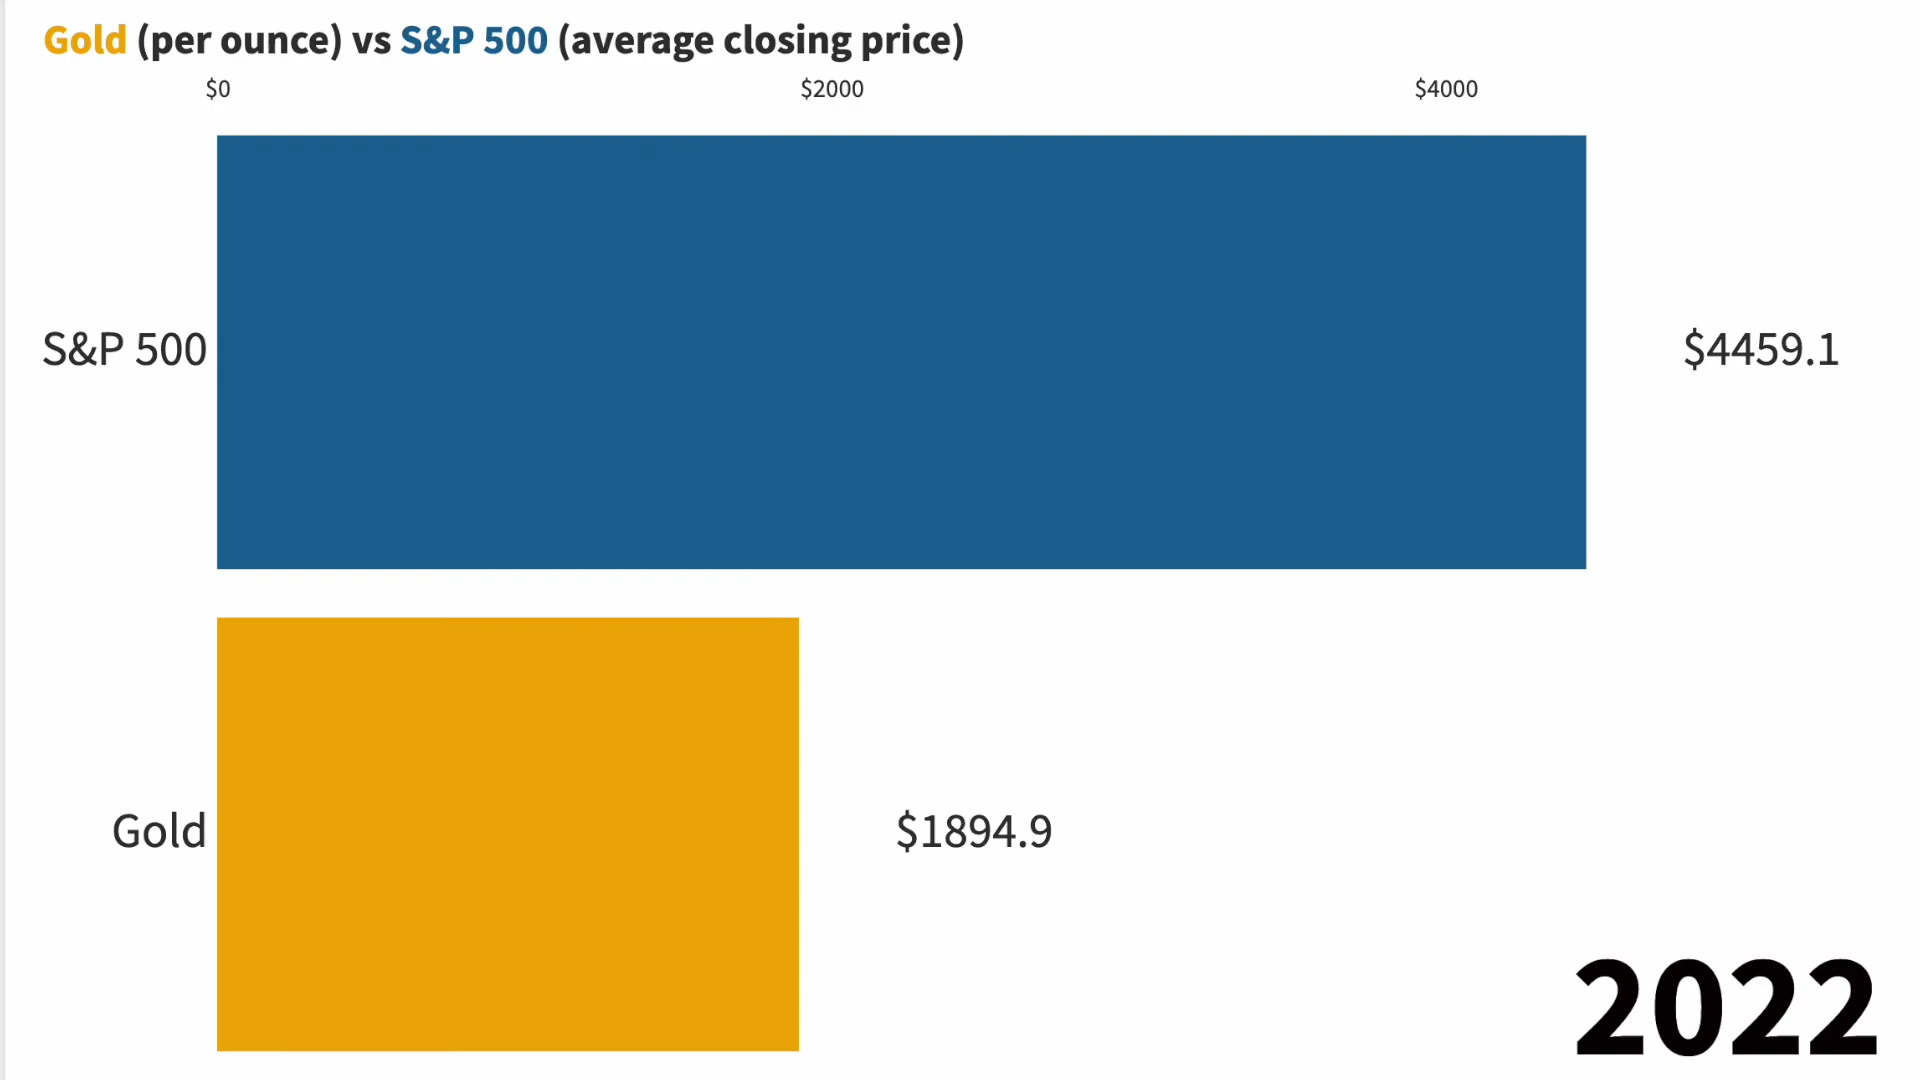 Gold (per ounce) vs S&P 500 (average closing price)
$0 $2000 $4000
S&P 500 $4459.1
Gold $1894.9
2022